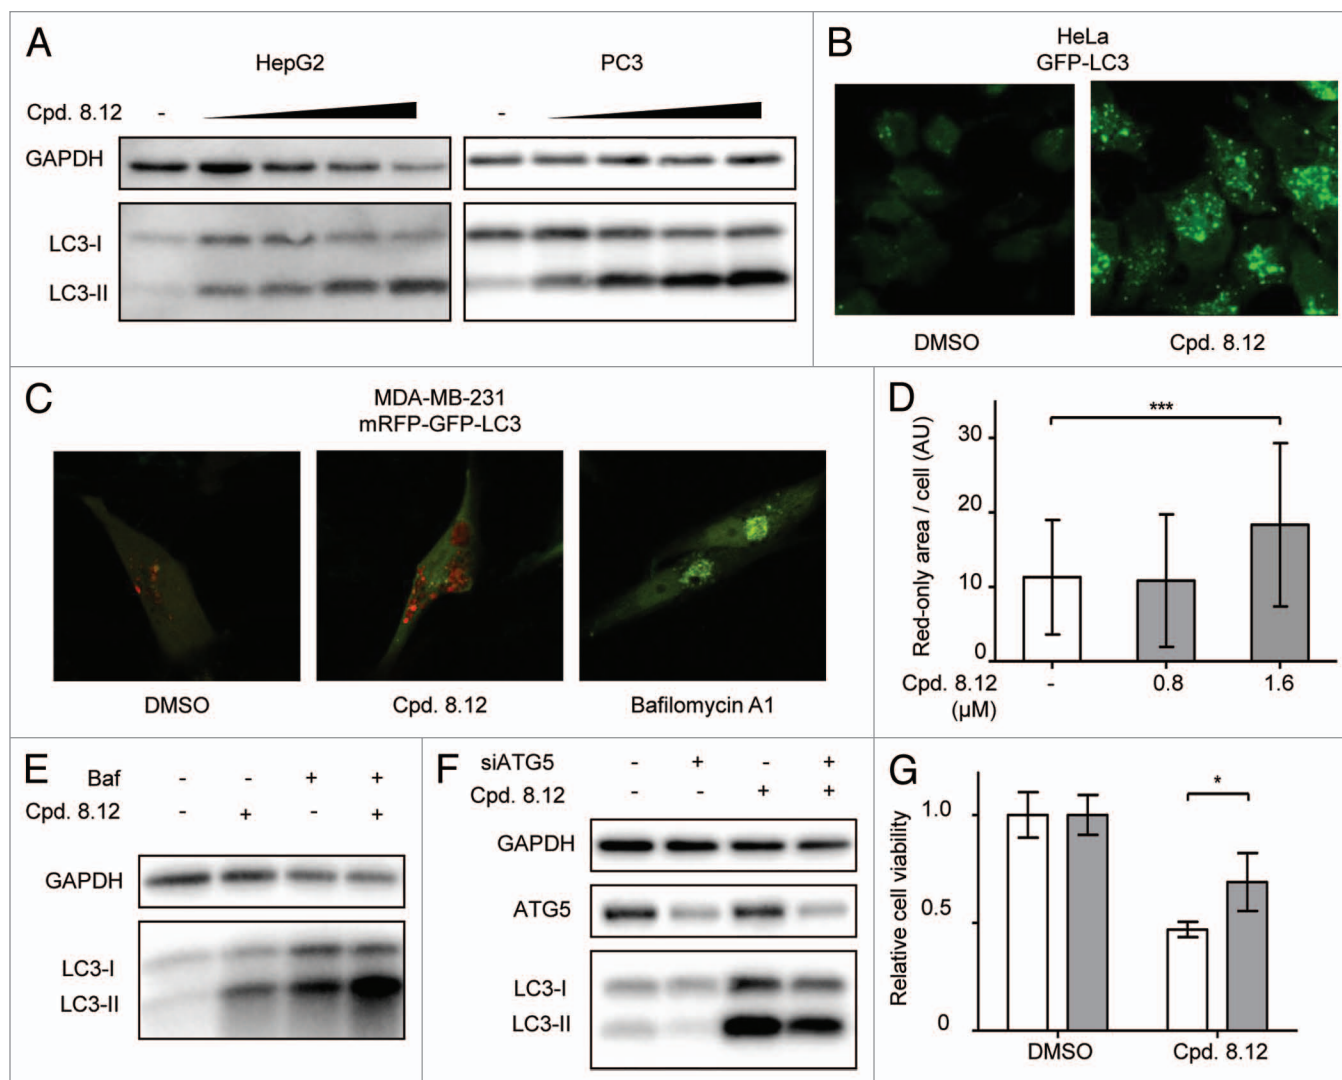 A
HepG2
PC3
Cpd. 8.12 - -
GAPDH
LC3-I
LC3-II
B
HeLa
GFP-LC3
DMSO
Cpd. 8.12
C
MDA-MB-231
mRFP-GFP-LC3
DMSO
Cpd. 8.12
Bafilomycin A1
D
Red-only area / cell (AU)
30
20
10
0
***
Cpd. 8.12 - 0.8 1.6
(µM)
E
Baf - - + +
Cpd. 8.12 - + - +
GAPDH
LC3-I
LC3-II
F
siATG5 - + - +
Cpd. 8.12 - - + +
GAPDH
ATG5
LC3-I
LC3-II
G
Relative cell viability
1.0
0.5
0
*
DMSO
Cpd. 8.12